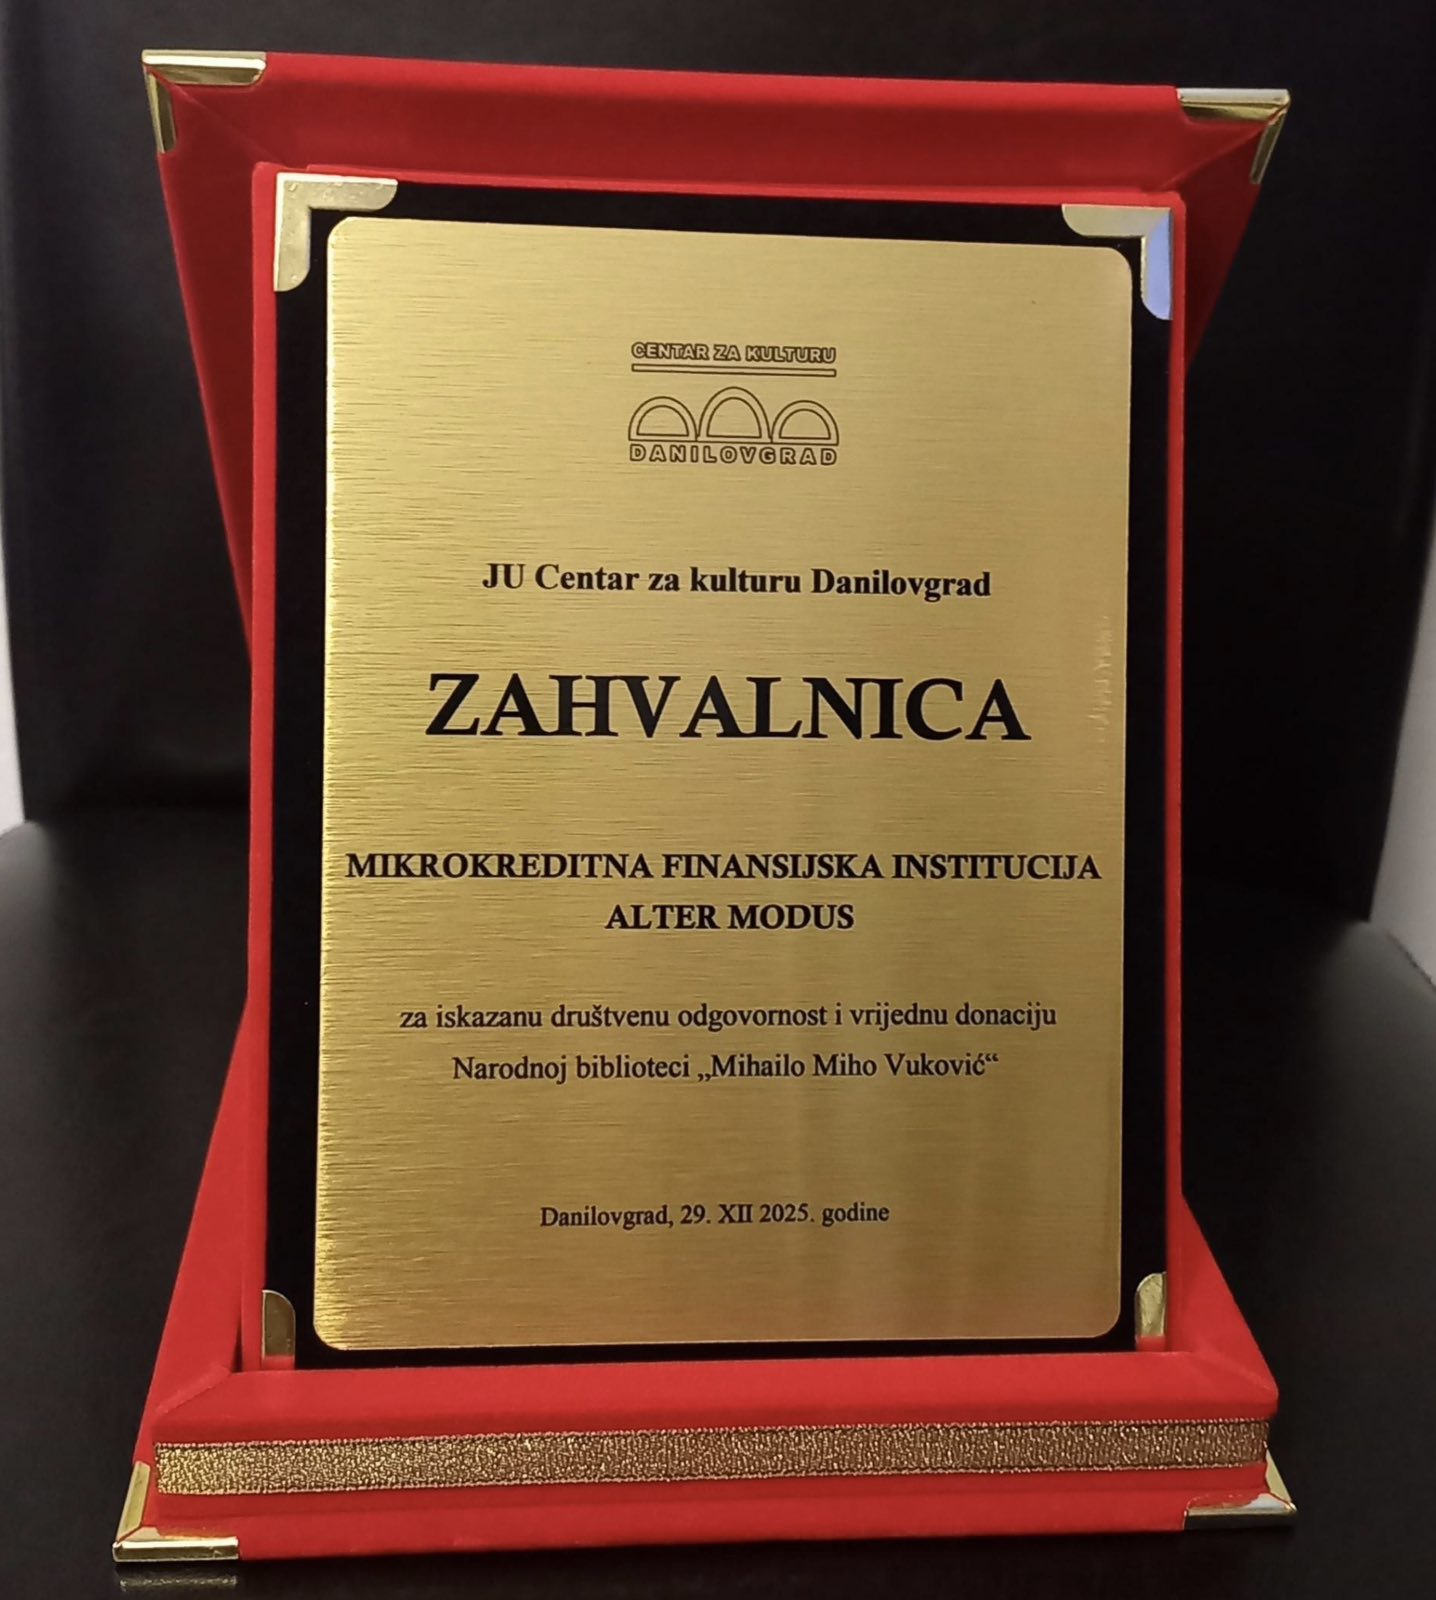 CENTAR ZA KULTURU
DANILOVGRAD
JU Centar za kulturu Danilovgrad
ZAHVALNICA
MIKROKREDITNA FINANSIJSKA INSTITUCIJA
ALTER MODUS
za iskazanu društvenu odgovornost i vrijednu donaciju
Narodnoj biblioteci „Mihailo Miho Vuković“
Danilovgrad, 29. XII 2025. godine